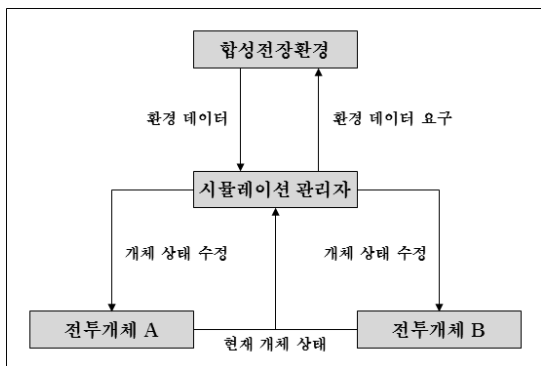 합성전장환경
환경 데이터
환경 데이터 요구
시뮬레이션 관리자
개체 상태 수정
개체 상태 수정
전투개체 A
전투개체 B
현재 개체 상태